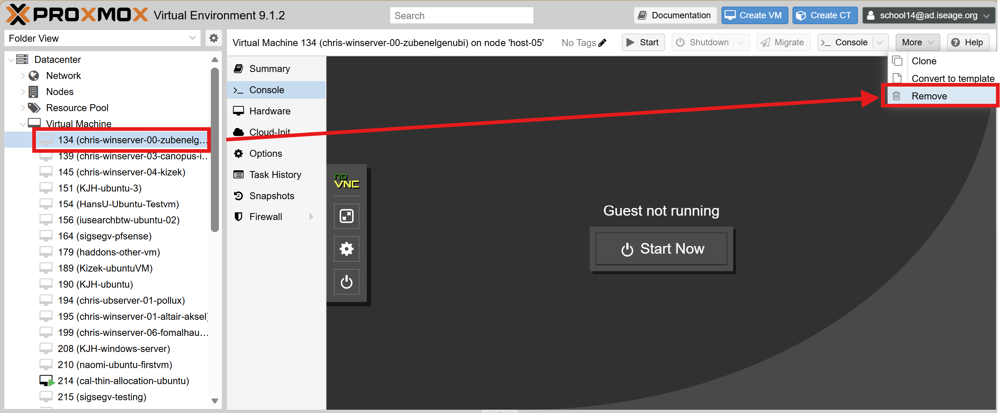 PROXMOX Virtual Environment 9.1.2
Search
Documentation
Create VM
Create CT
school14@ad.iseage.org
Folder View
Virtual Machine 134 (chris-winserver-00-zubenelgenubi) on node 'host-05'
No Tags
Start
Shutdown
Migrate
Console
More
Help
Datacenter
Network
Nodes
Resource Pool
Virtual Machine
134 (chris-winserver-00-zubenelg...
139 (chris-winserver-03-canopus-i...
145 (chris-winserver-04-kizek)
151 (KJH-ubuntu-3)
154 (HansU-Ubuntu-Testvm)
156 (iusearchbtw-ubuntu-02)
164 (sigsegv-pfsense)
179 (haddons-other-vm)
189 (Kizek-ubuntuVM)
190 (KJH-ubuntu)
194 (chris-ubserver-01-pollux)
195 (chris-winserver-01-altair-aksel)
199 (chris-winserver-06-fomalhau...
208 (KJH-windows-server)
210 (naomi-ubuntu-firstvm)
214 (cal-thin-allocation-ubuntu)
215 (sigsegv-testing)
Summary
Console
Hardware
Cloud-Init
Options
Task History
Snapshots
Firewall
no
VNC
Guest not running
Start Now
Clone
Convert to template
Remove